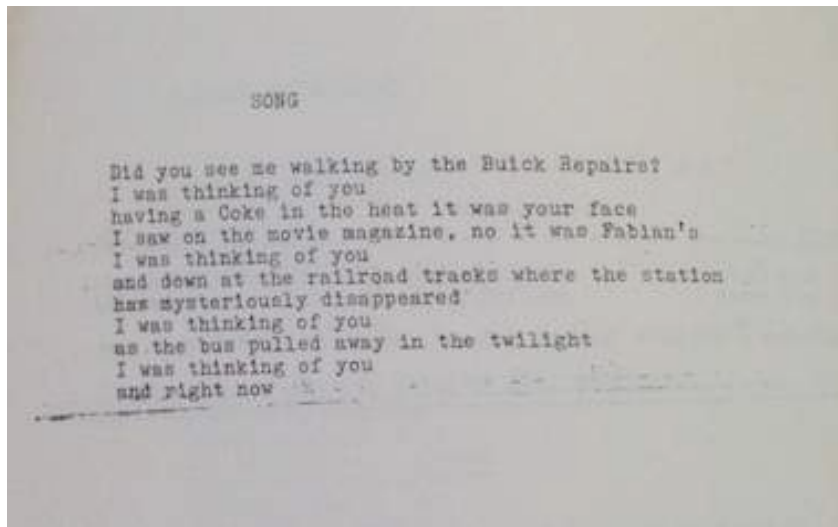 SONG
Did you see me walking by the Buick Repairs?
I was thinking of you
having a Coke in the heat it was your face
I saw on the movie magazine, no it was Fabian's
I was thinking of you
and down at the railroad tracks where the station
has mysteriously disappeared
I was thinking of you
as the bus pulled away in the twilight
I was thinking of you
and right now